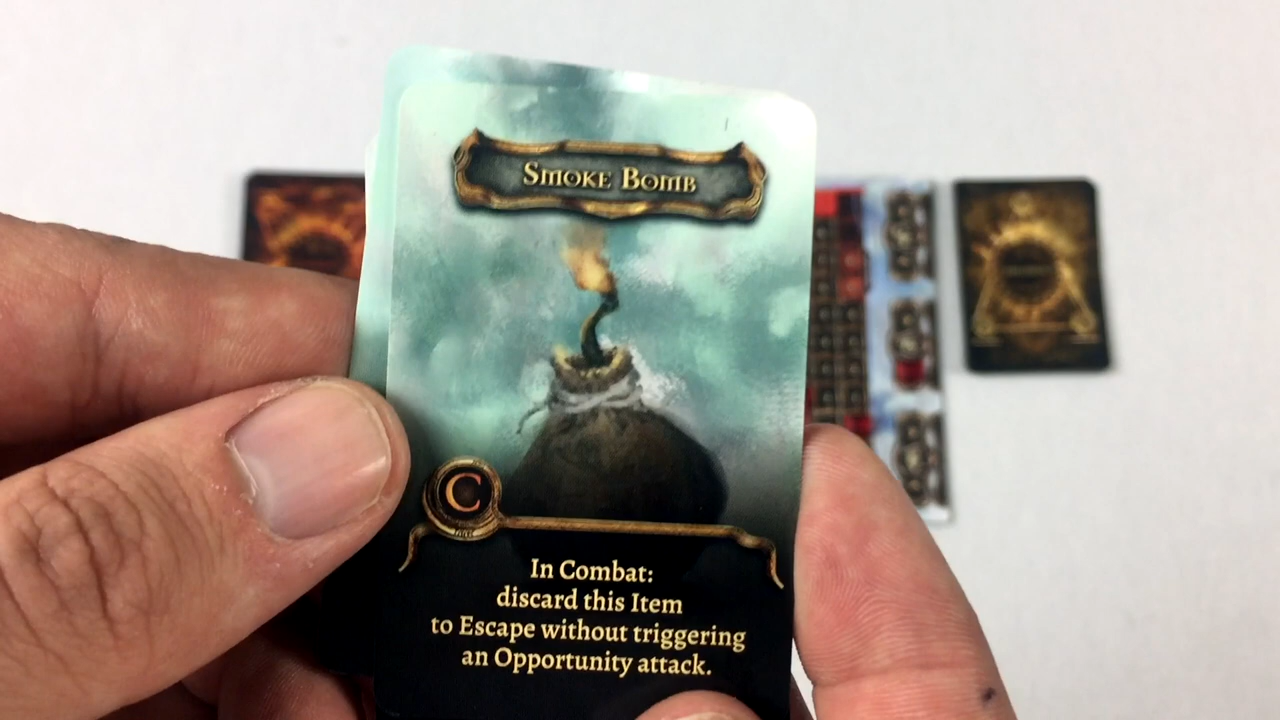 Smoke Bomb
C
In Combat:
discard this Item
to Escape without triggering
an Opportunity attack.